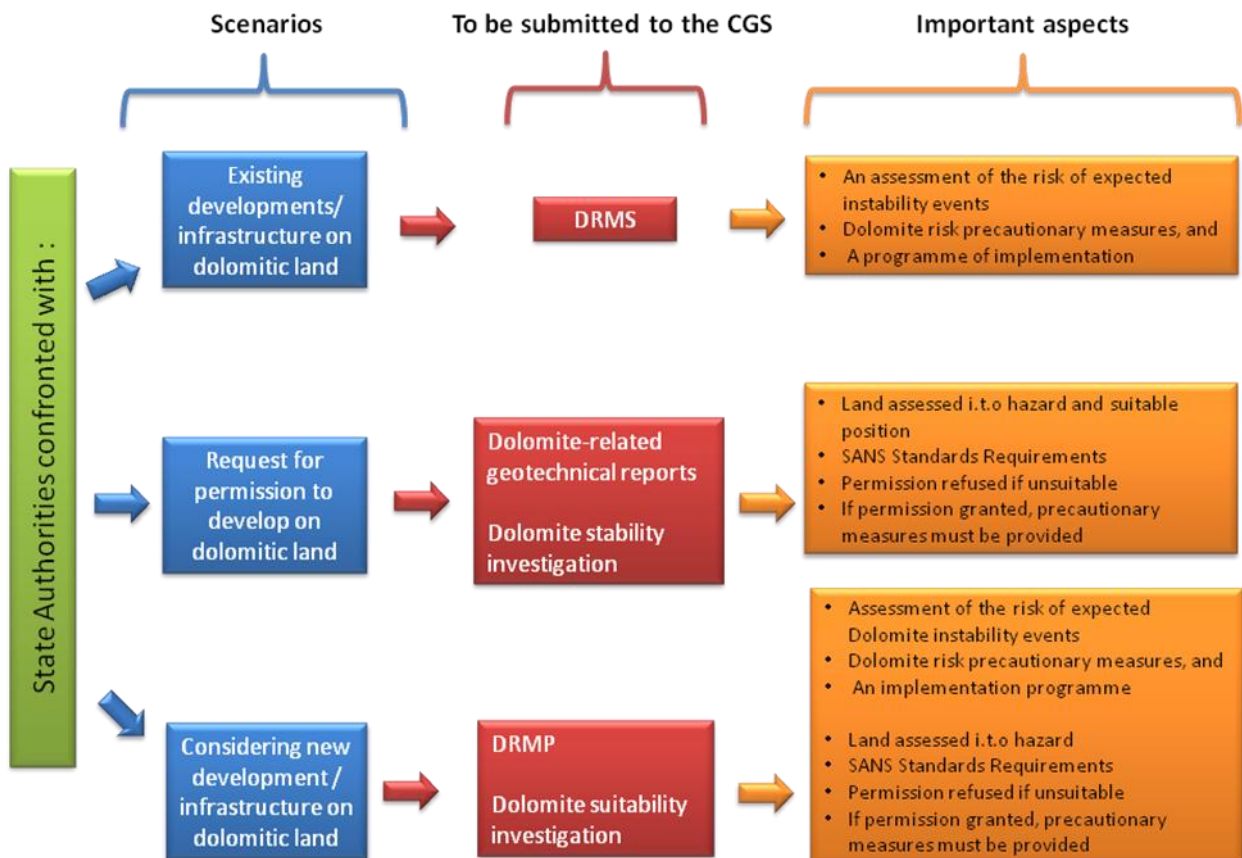 Scenarios
To be submitted to the CGS
Important aspects
State Authorities confronted with :
Existing
developments/
infrastructure on
dolomitic land
DRMS
• An assessment of the risk of expected
instability events
• Dolomite risk precautionary measures, and
• A programme of implementation
Request for
permission to
develop on
dolomitic land
Dolomite-related
geotechnical reports
Dolomite stability
investigation
• Land assessed i.t.o hazard and suitable
position
• SANS Standards Requirements
• Permission refused if unsuitable
• If permission granted, precautionary
measures must be provided
Considering new
development /
infrastructure on
dolomitic land
DRMP
Dolomite suitability
investigation
• Assessment of the risk of expected
Dolomite instability events
• Dolomite risk precautionary measures, and
• An implementation programme
• Land assessed i.t.o hazard
• SANS Standards Requirements
• Permission refused if unsuitable
• If permission granted, precautionary
measures must be provided